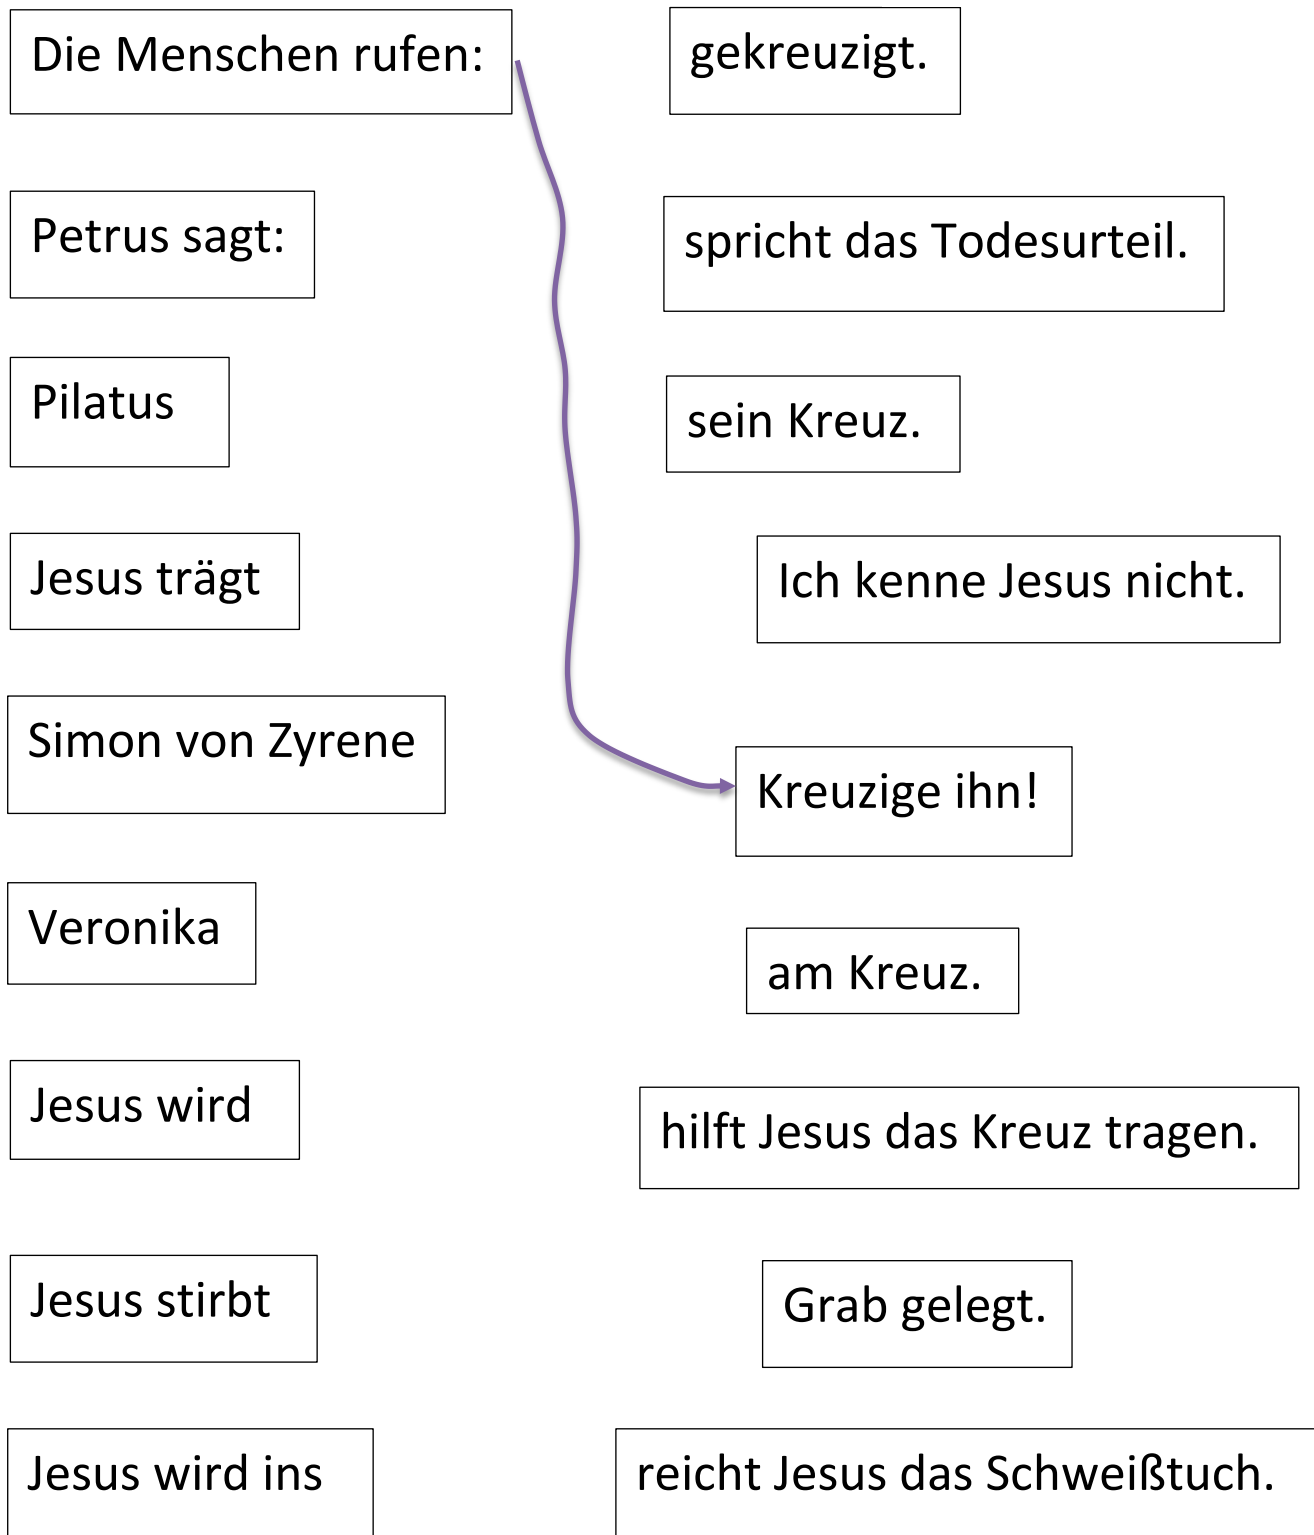 Die Menschen rufen:
gekreuzigt.
Petrus sagt:
spricht das Todesurteil.
Pilatus
sein Kreuz.
Jesus trägt
Ich kenne Jesus nicht.
Simon von Zyrene
Kreuzige ihn!
Veronika
am Kreuz.
Jesus wird
hilft Jesus das Kreuz tragen.
Jesus stirbt
Grab gelegt.
Jesus wird ins
reicht Jesus das Schweißtuch.